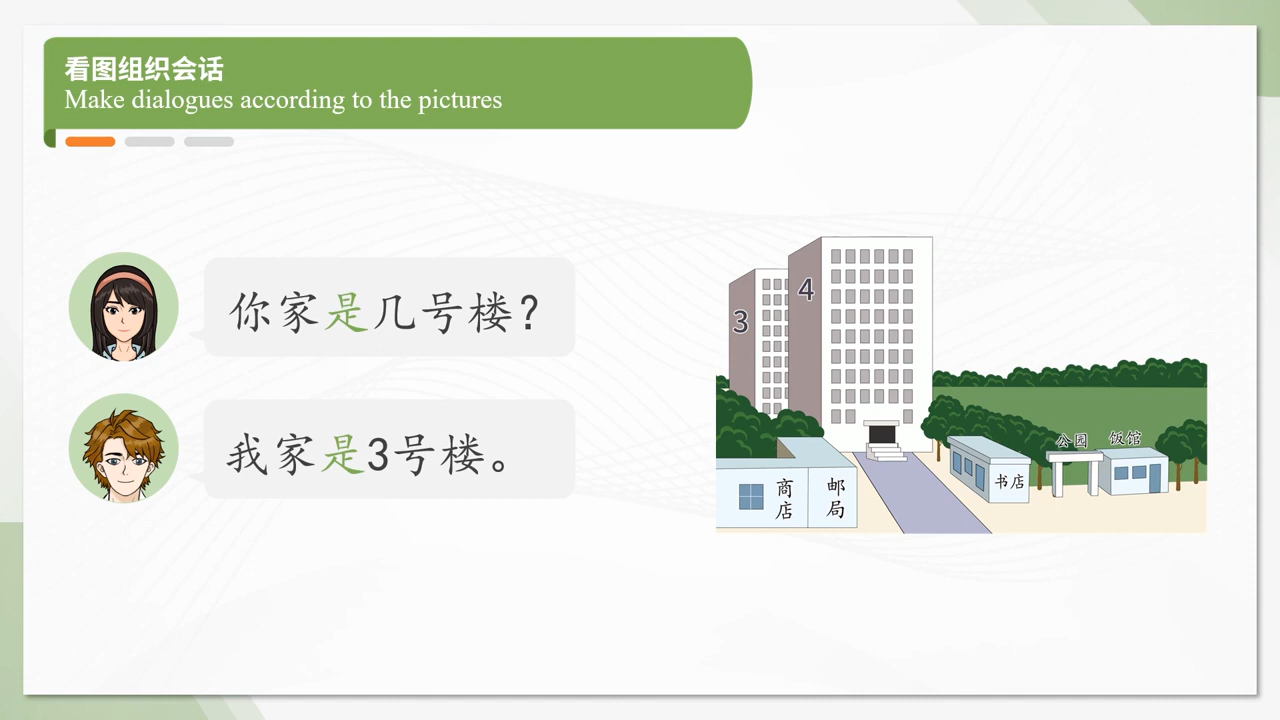 看图组织会话
Make dialogues according to the pictures
你家是几号楼？
我家是3号楼。
3
4
商店
邮局
书店
公园
饭馆